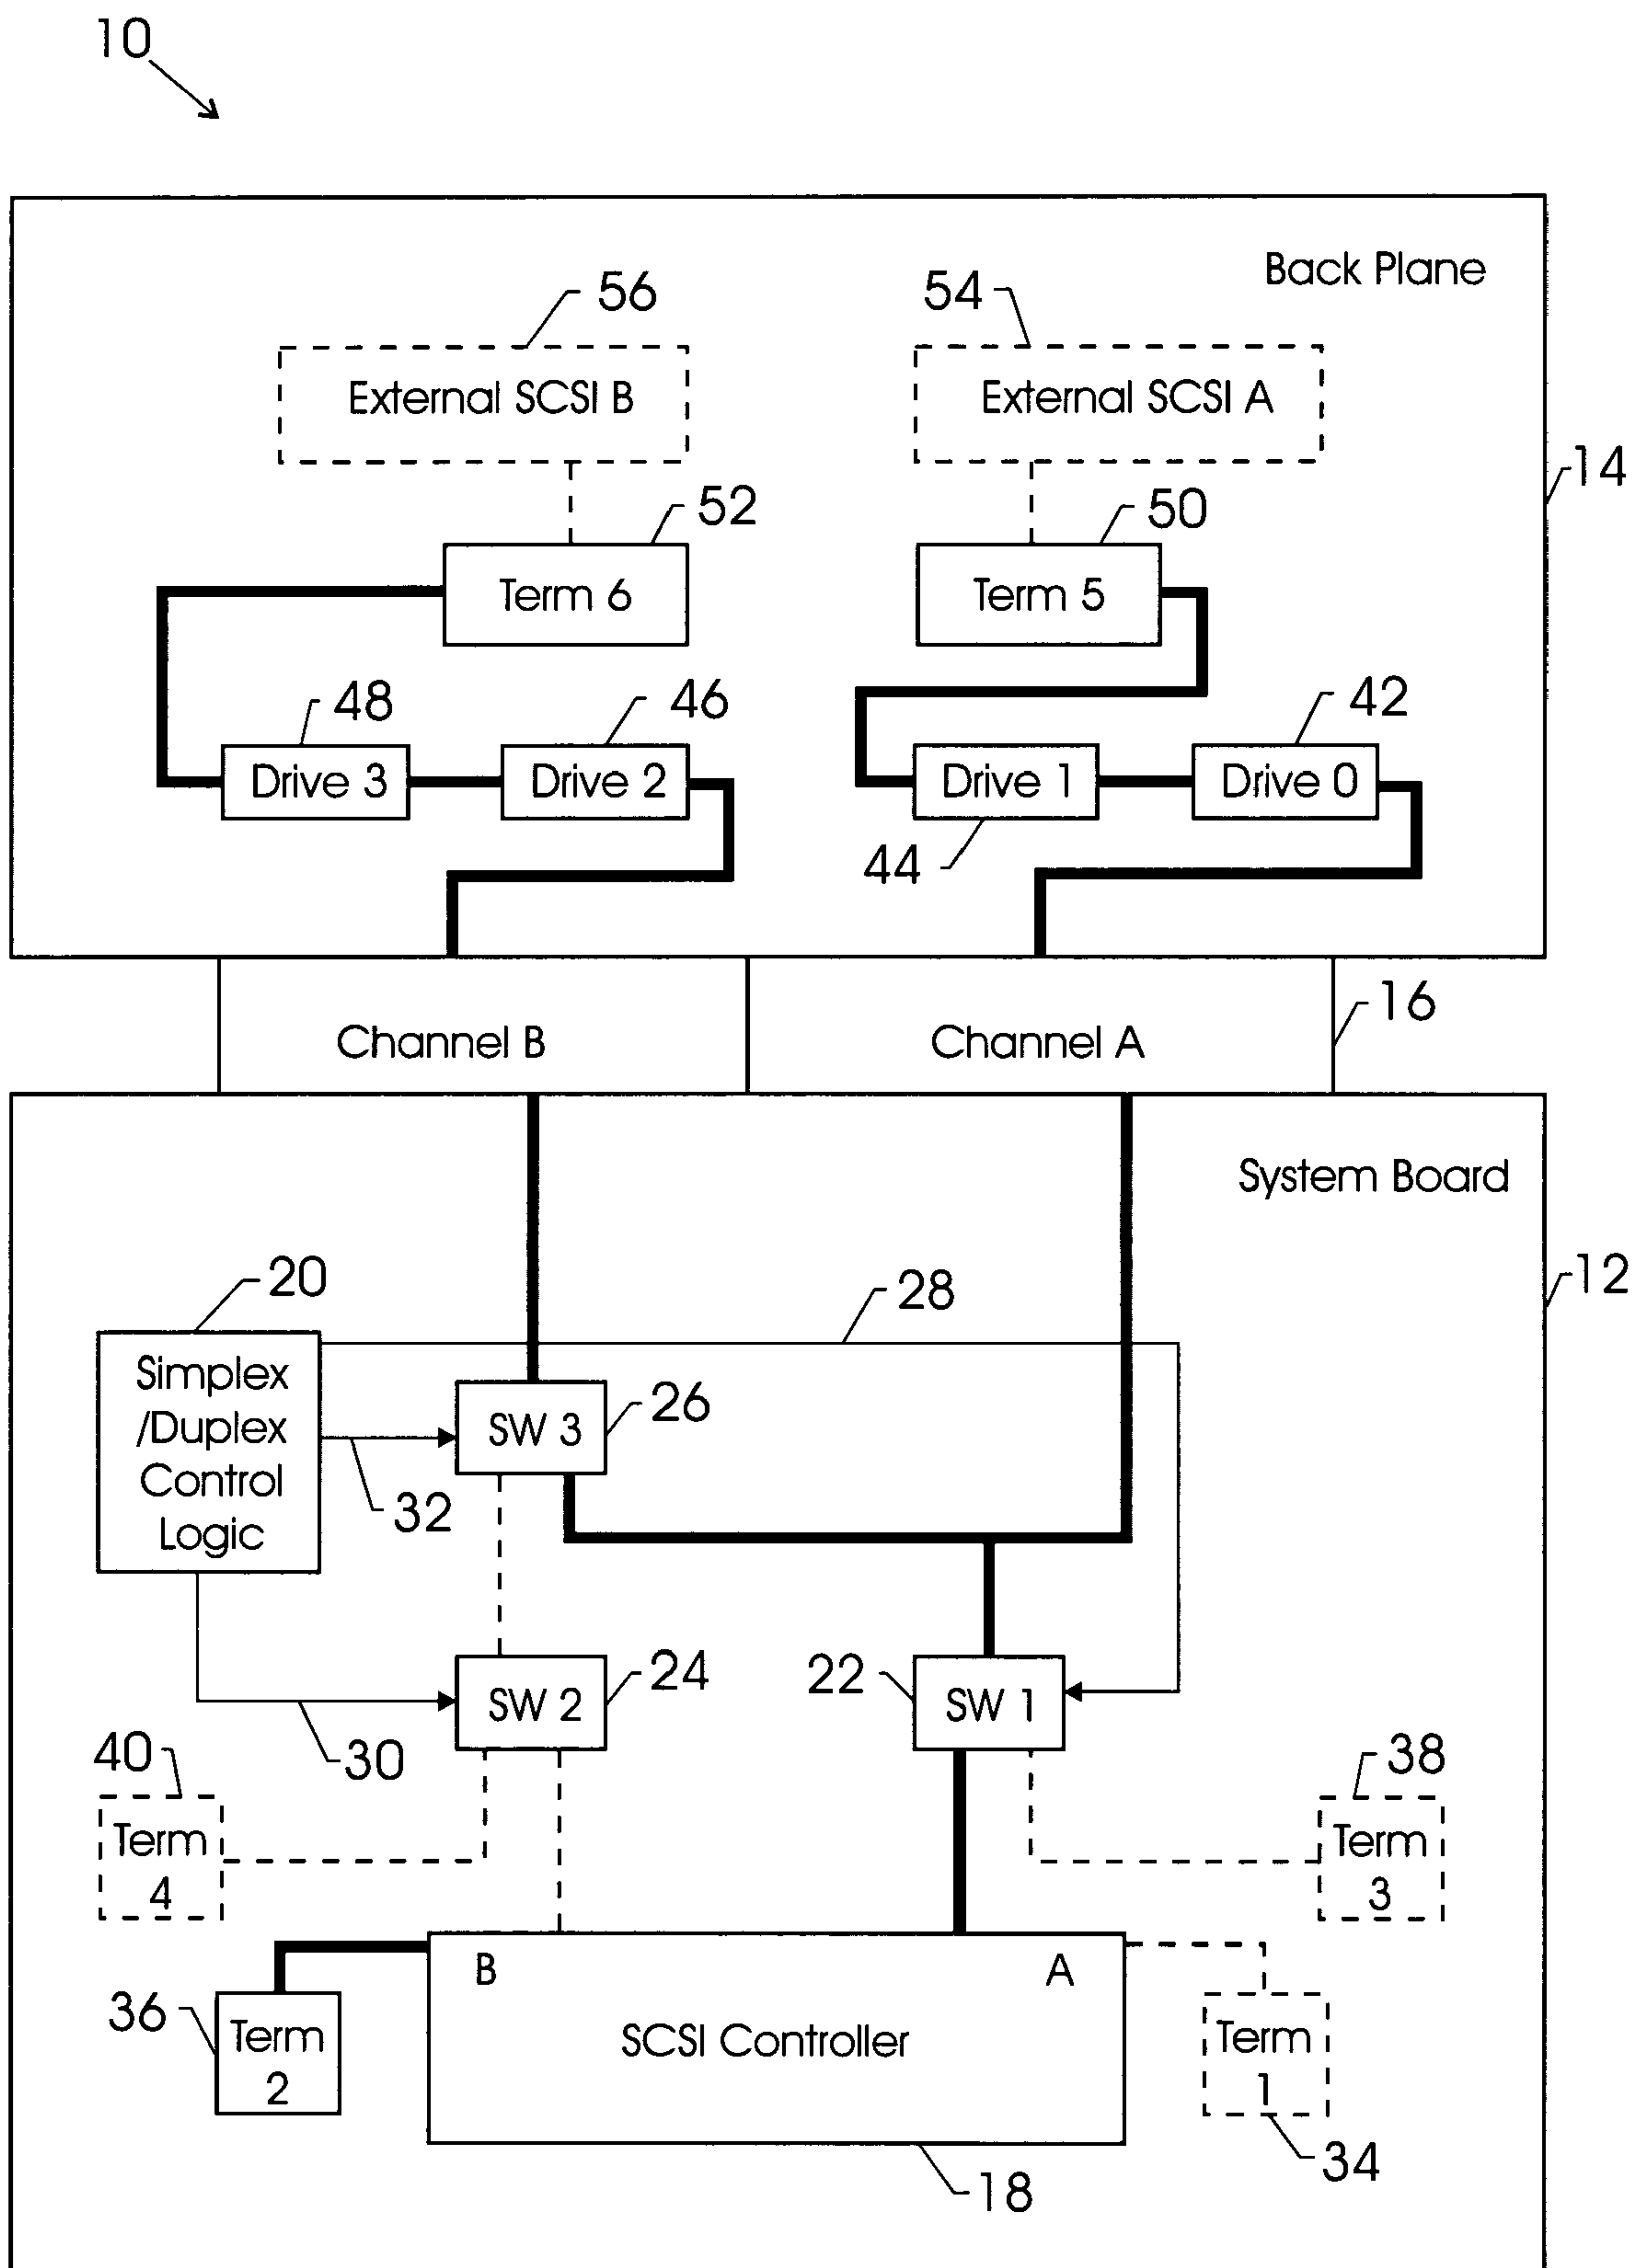 10
Back Plane
56
54
External SCSI B
External SCSI A
14
52
50
Term 6
Term 5
48
46
42
Drive 3
Drive 2
Drive 1
Drive 0
44
16
Channel B
Channel A
System Board
20
28
12
Simplex
/Duplex
Control
Logic
SW 3
26
32
24
22
SW 2
SW 1
30
40
38
Term
4
Term
3
B
A
36
Term
2
SCSI Controller
Term
1
34
18